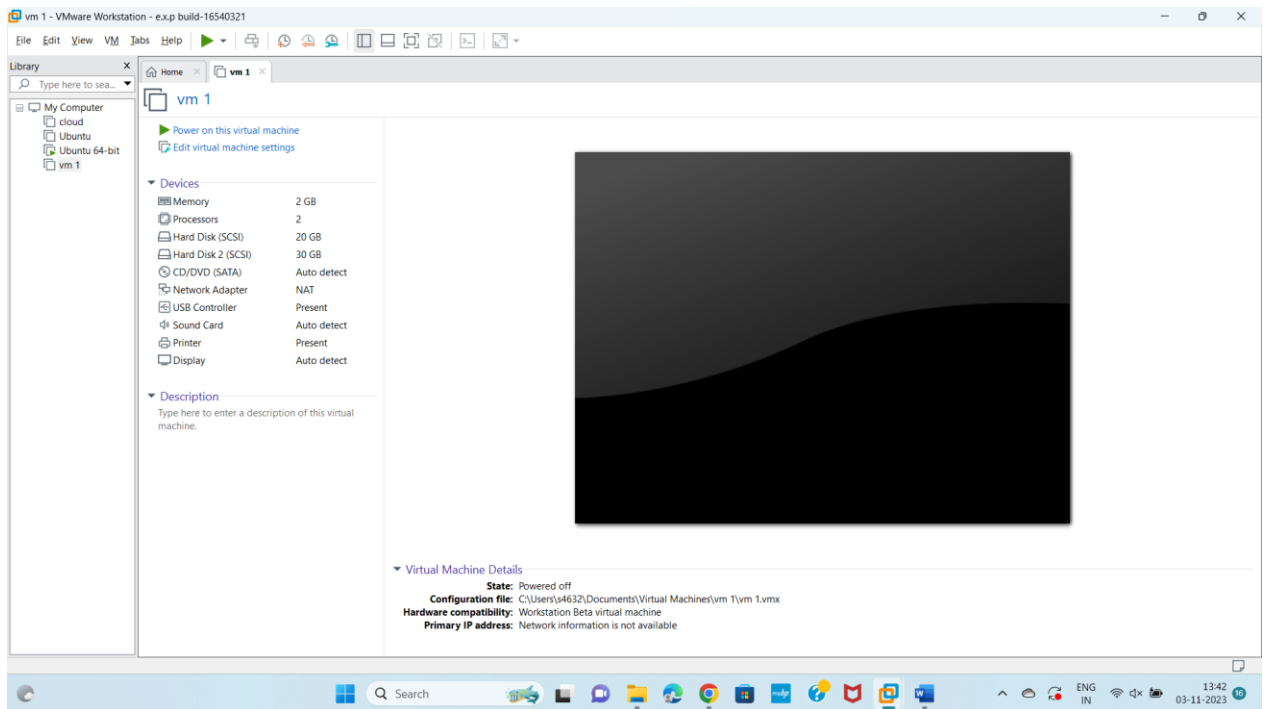 vm 1 - VMware Workstation - e.x.p build-16540321
File Edit View VM Tabs Help
Library x
Type here to sea...
My Computer
cloud
Ubuntu
Ubuntu 64-bit
vm 1
Home vm 1
vm 1
Power on this virtual machine
Edit virtual machine settings
Devices
Memory 2 GB
Processors 2
Hard Disk (SCSI) 20 GB
Hard Disk 2 (SCSI) 30 GB
CD/DVD (SATA) Auto detect
Network Adapter NAT
USB Controller Present
Sound Card Auto detect
Printer Present
Display Auto detect
Description
Type here to enter a description of this virtual
machine.
Virtual Machine Details
State: Powered off
Configuration file: C:\Users\s4632\Documents\Virtual Machines\vm 1\vm 1.vmx
Hardware compatibility: Workstation Beta virtual machine
Primary IP address: Network information is not available
Search
ENG
IN
13:42
03-11-2023
16